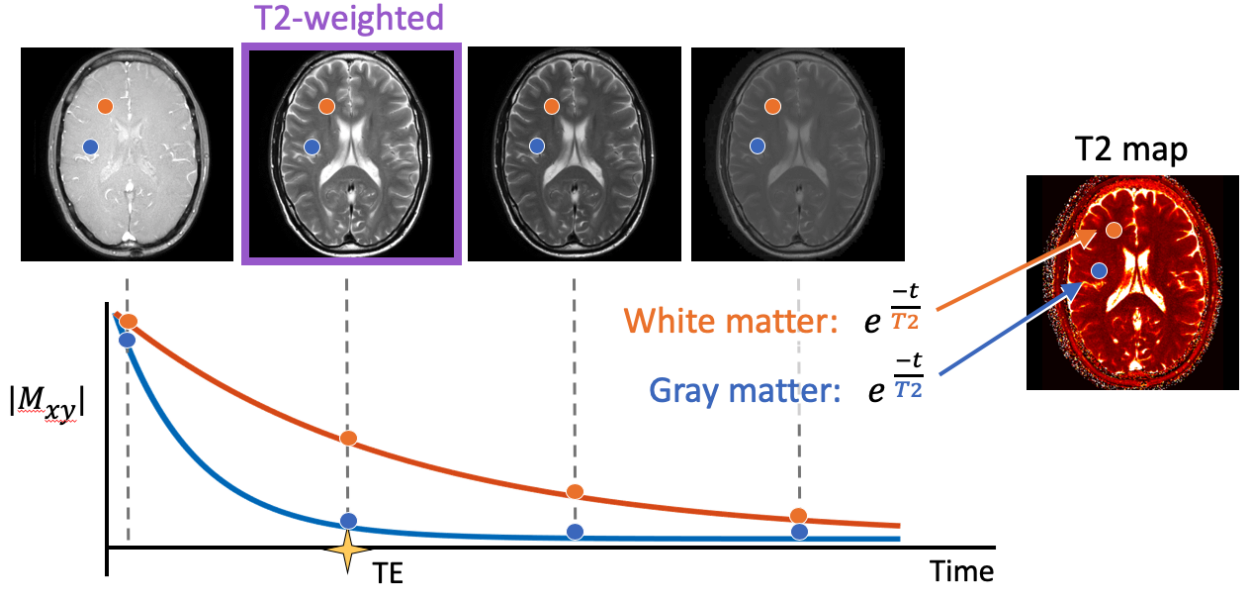 T2-weighted
T2 map
White matter: e^(-t/T2)
Gray matter: e^(-t/T2)
|Mxy|
TE
Time